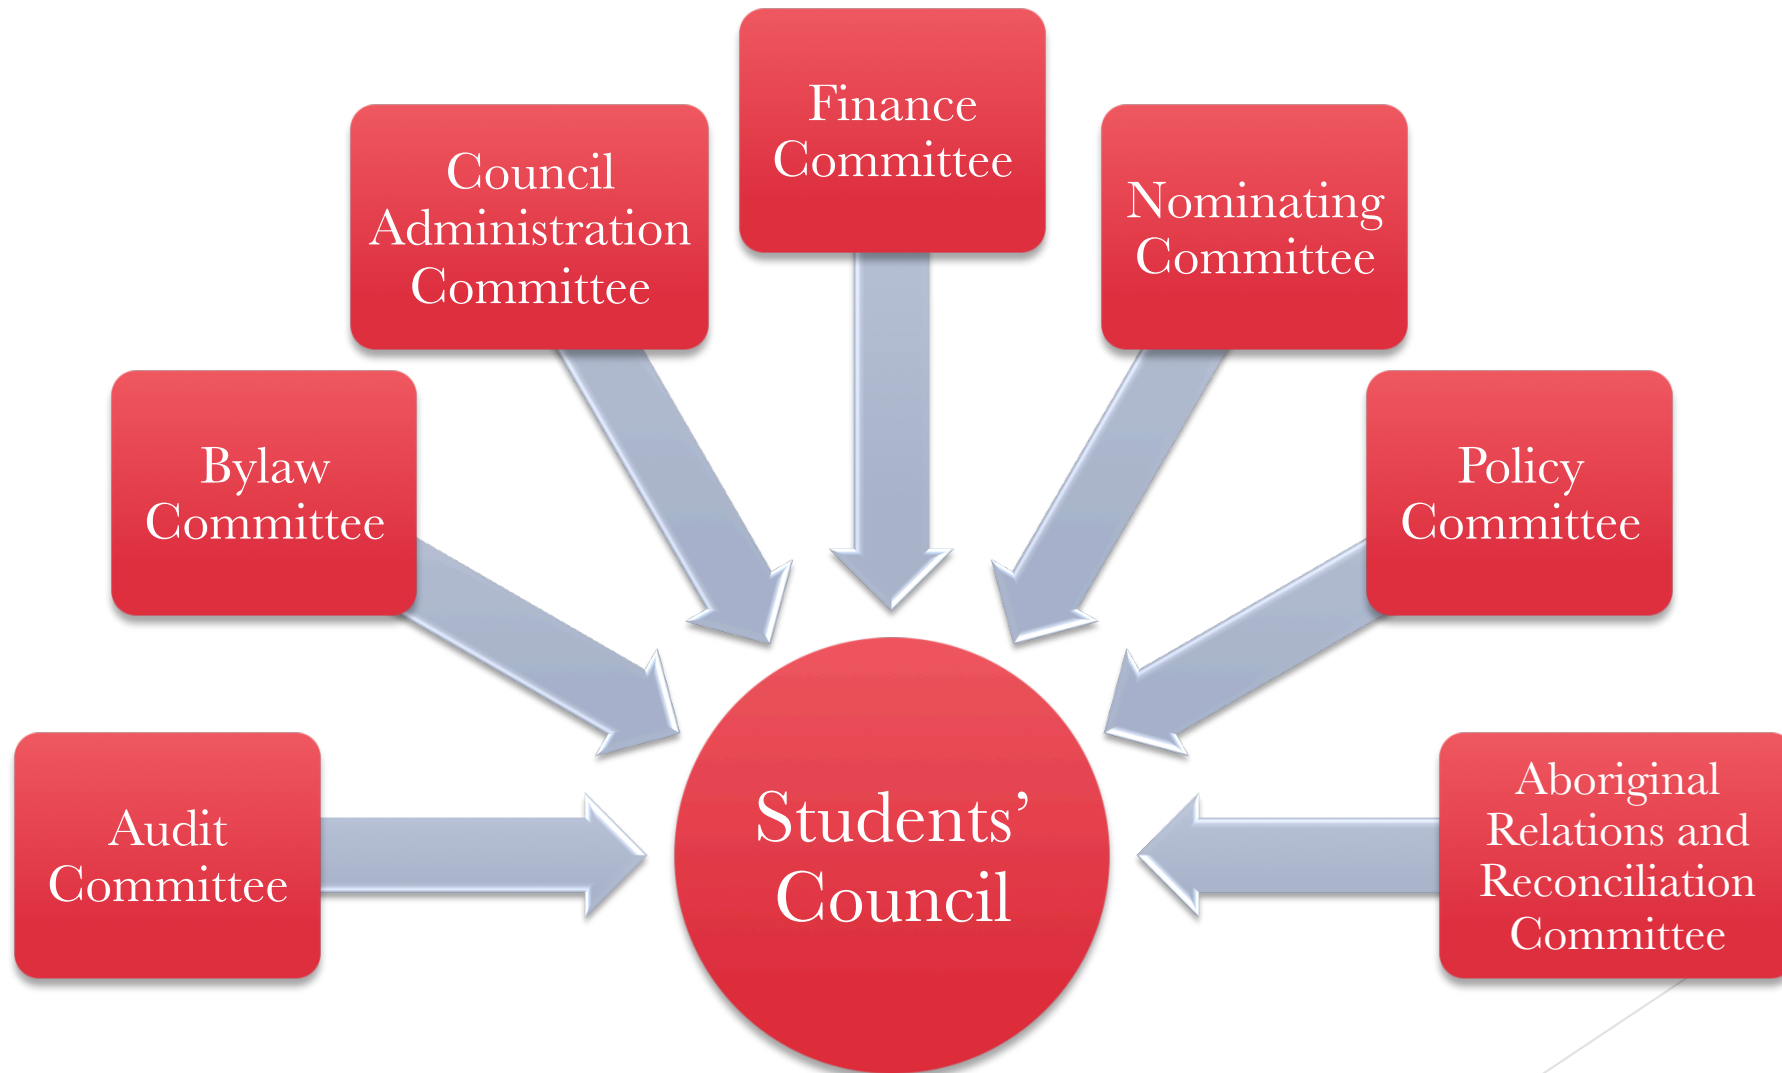 Audit
Committee
Bylaw
Committee
Council
Administration
Committee
Finance
Committee
Nominating
Committee
Policy
Committee
Aboriginal
Relations and
Reconciliation
Committee
Students’
Council